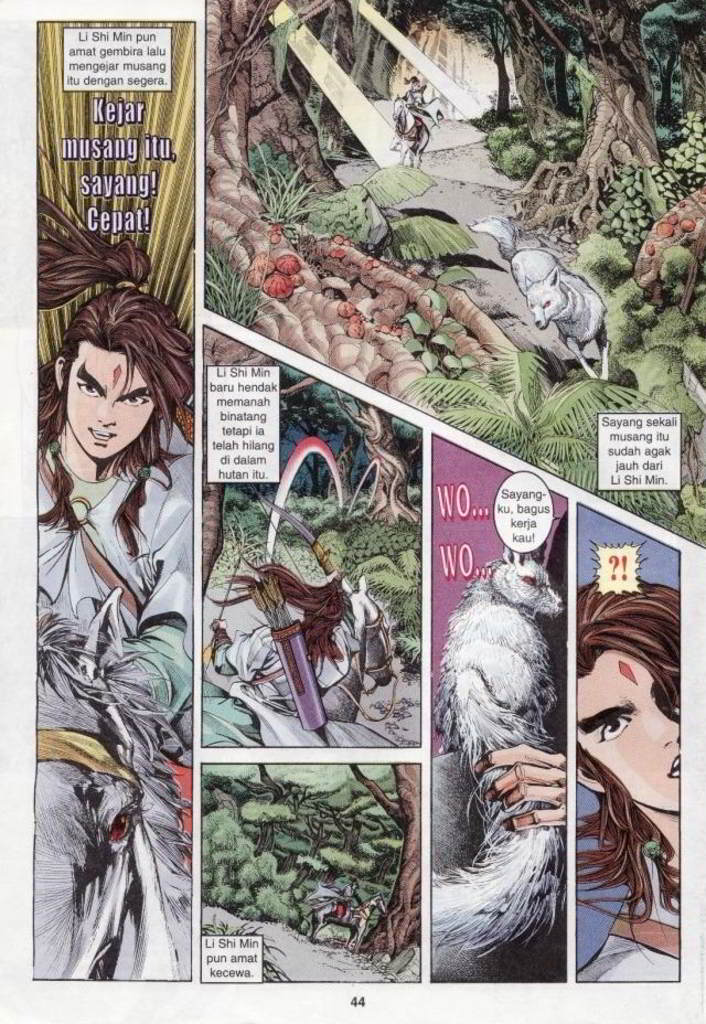 Li Shi Min pun
amat gembira lalu
mengejar musang
itu dengan segera.
Kejar
musang itu,
sayang!
Cepat!
Sayang sekali
musang itu
sudah agak
jauh dari
Li Shi Min.
Li Shi Min
baru hendak
memanah
binatang
tetapi ia
telah hilang
di dalam
hutan itu.
Li Shi Min
pun amat
kecewa.
WO...
WO...
Sayang-
ku, bagus
kerja
kau!
?!
44